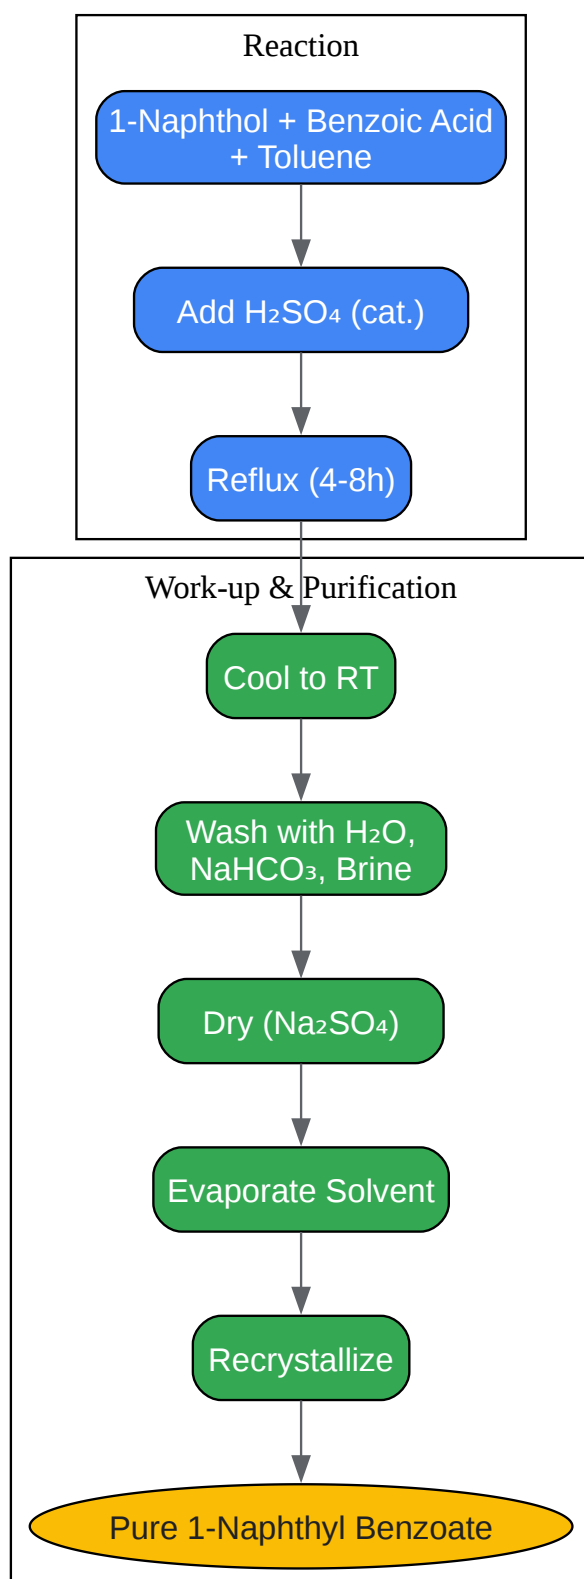 Reaction
1-Naphthol + Benzoic Acid
+ Toluene
Add H₂SO₄ (cat.)
Reflux (4-8h)
Work-up & Purification
Cool to RT
Wash with H₂O,
NaHCO₃, Brine
Dry (Na₂SO₄)
Evaporate Solvent
Recrystallize
Pure 1-Naphthyl Benzoate